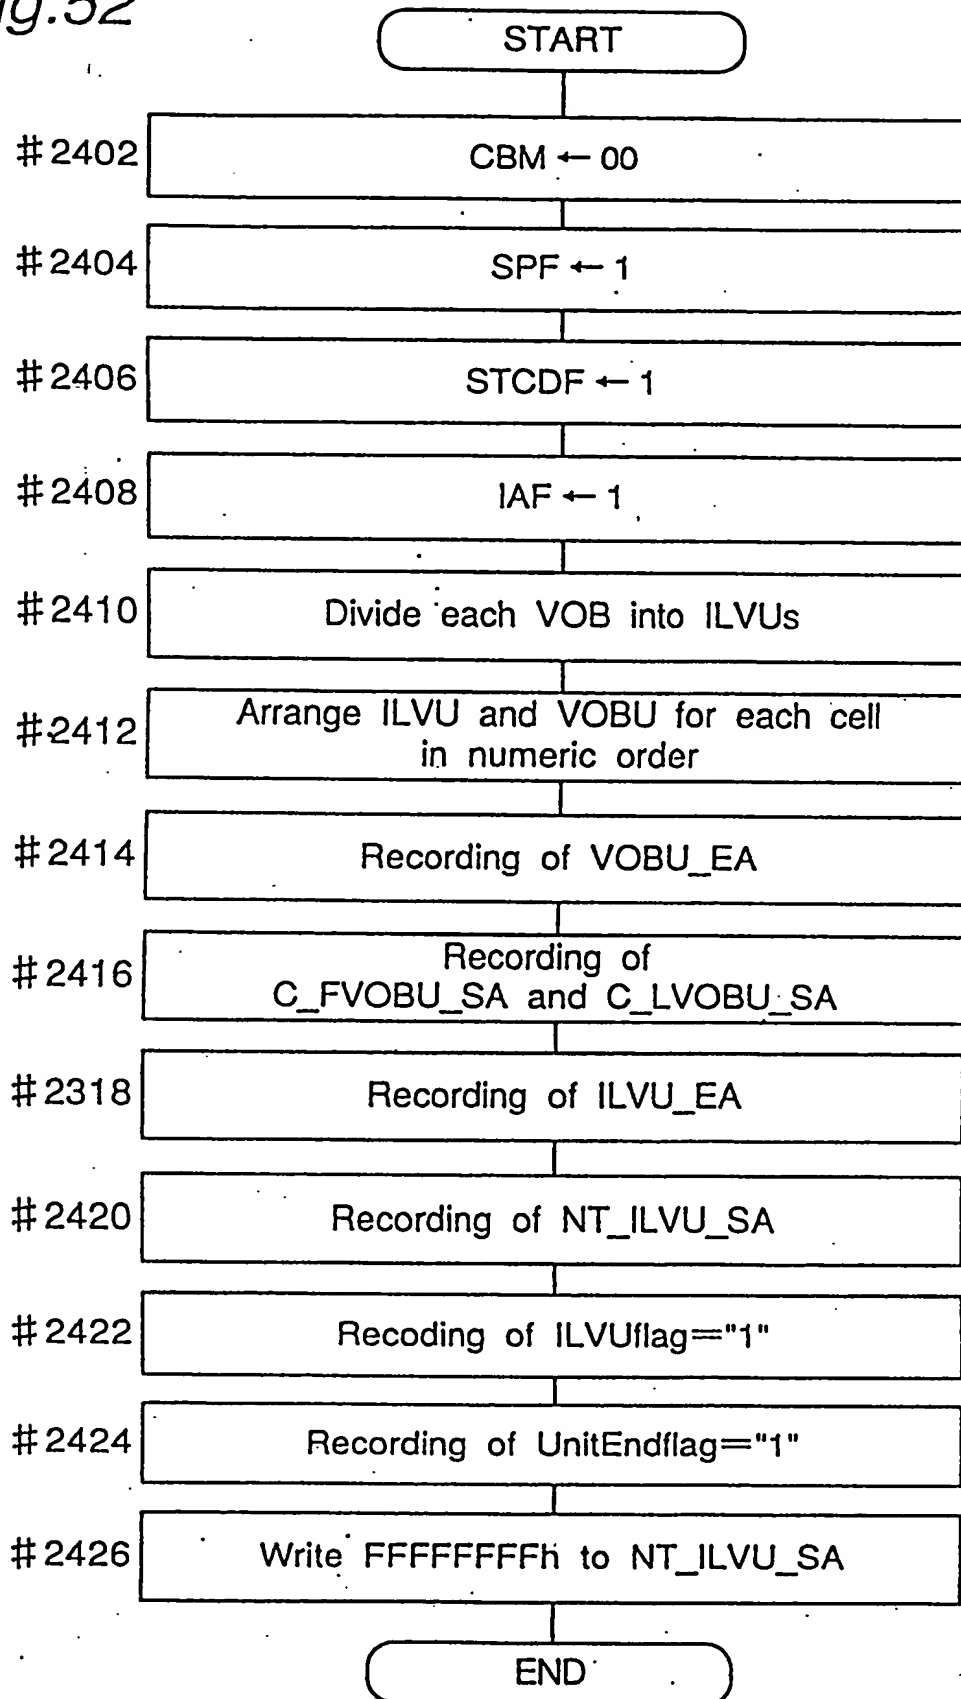 ig.52
START
#2402 CBM ← 00
#2404 SPF ← 1
#2406 STCDF ← 1
#2408 IAF ← 1
#2410 Divide each VOB into ILVUs
#2412 Arrange ILVU and VOBU for each cell
in numeric order
#2414 Recording of VOBU_EA
#2416 Recording of
C_FVOBU_SA and C_LVOBU_SA
#2318 Recording of ILVU_EA
#2420 Recording of NT_ILVU_SA
#2422 Recoding of ILVUflag="1"
#2424 Recording of UnitEndflag="1"
#2426 Write FFFFFFFFh to NT_ILVU_SA
END